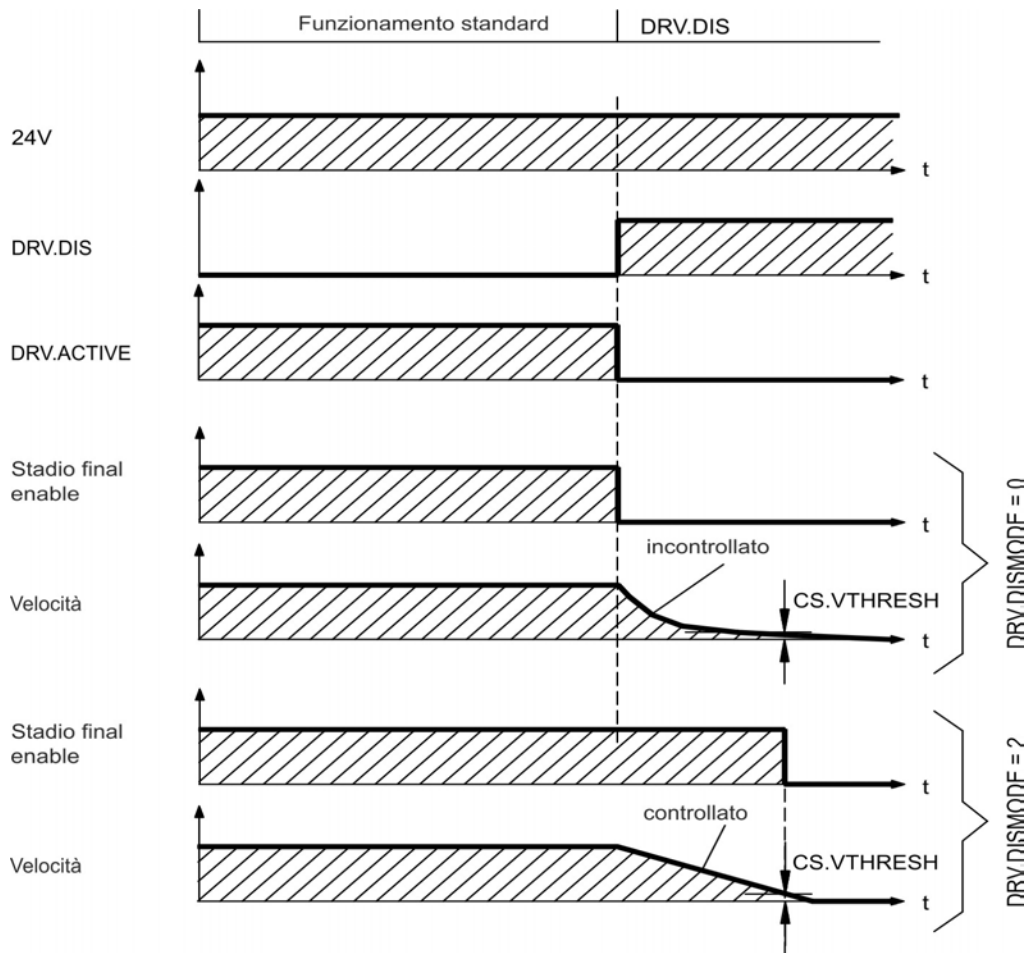 Funzionamento standard
DRV.DIS
24V
t
DRV.DIS
t
DRV.ACTIVE
t
Stadio final
enable
t
incontrollato
Velocità
CS.VTHRESH
t
DRV.DISMODE = 0
Stadio final
enable
t
controllato
Velocità
CS.VTHRESH
t
DRV.DISMODE = 2